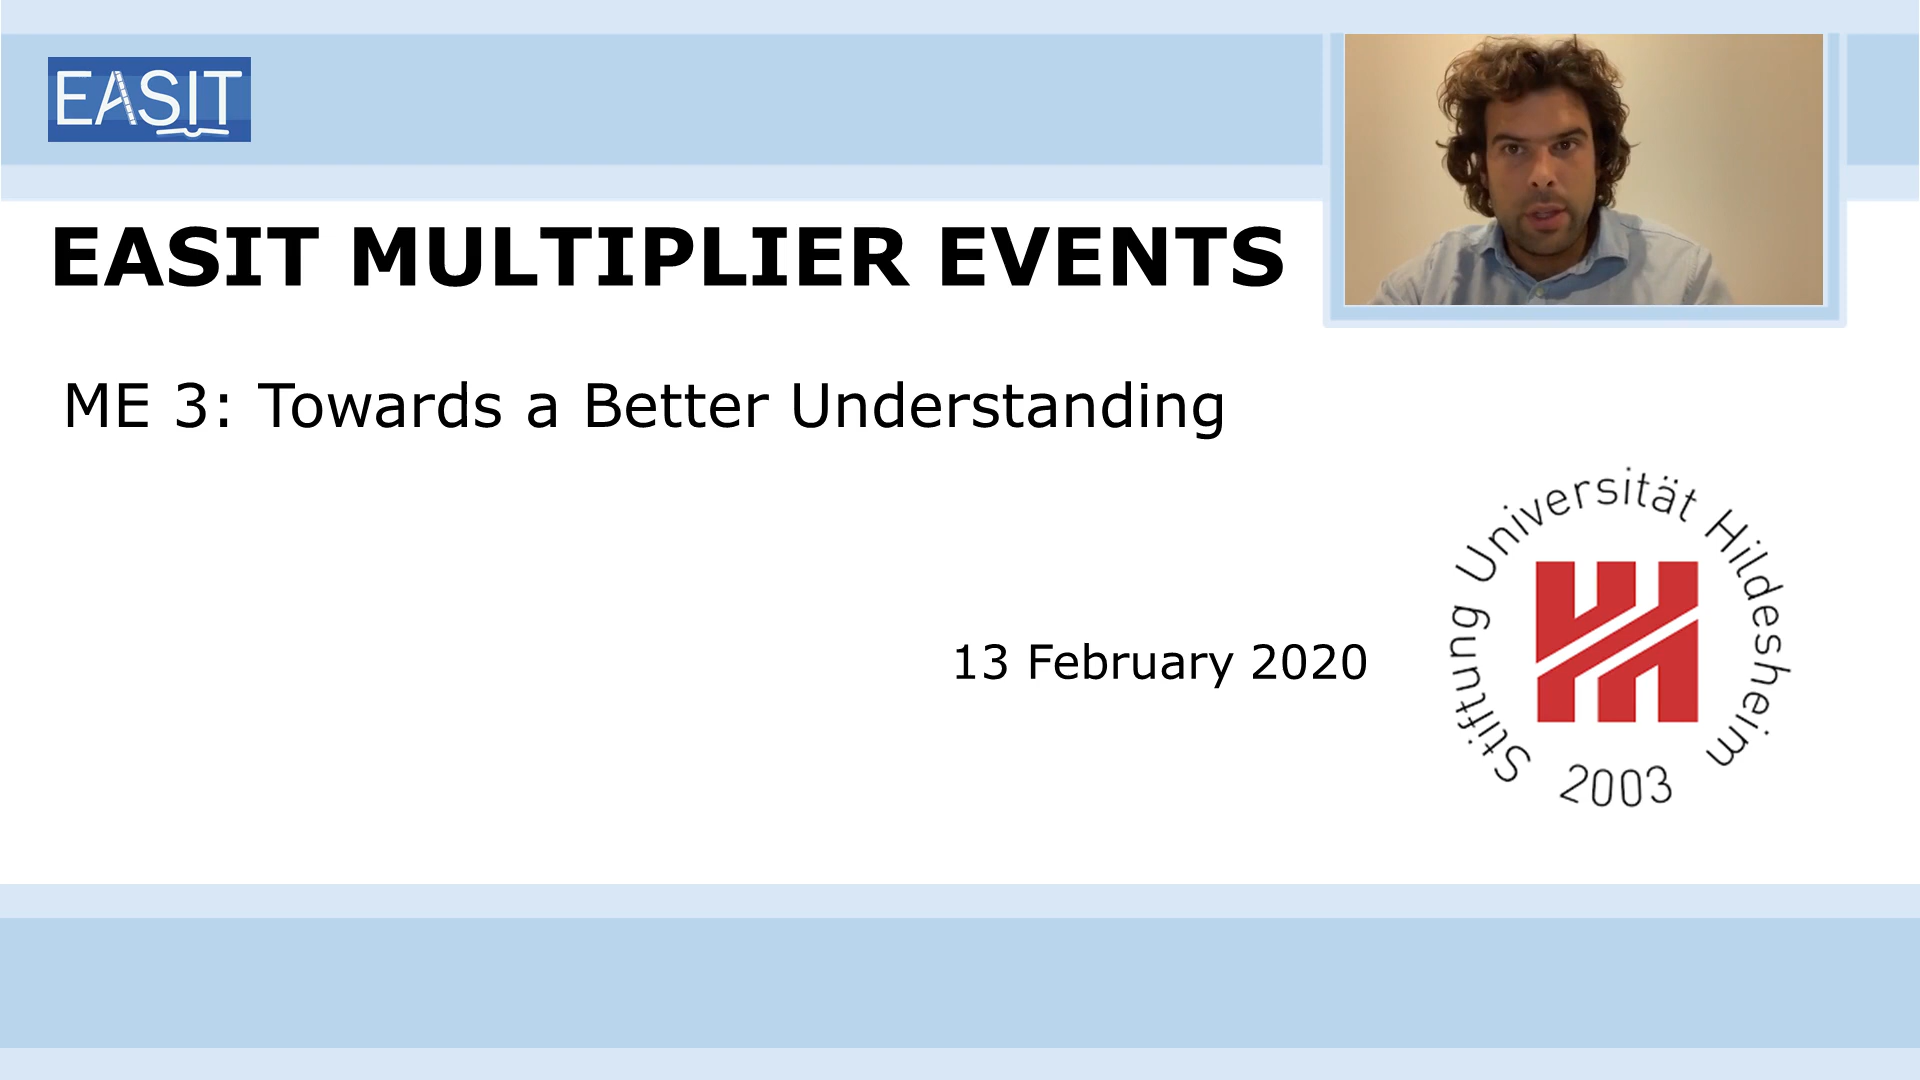 EASIT
EASIT MULTIPLIER EVENTS
ME 3: Towards a Better Understanding
13 February 2020
Stiftung Universität Hildesheim
2003